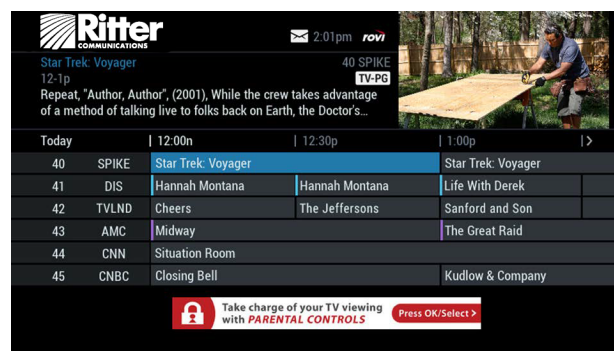 Ritter
COMMUNICATIONS
2:01pm rovi
Star Trek: Voyager 40 SPIKE
12-1p TV-PG
Repeat, "Author, Author", (2001), While the crew takes advantage
of a method of talking live to folks back on Earth, the Doctor's...
Today 12:00n 12:30p 1:00p
40 SPIKE Star Trek: Voyager Star Trek: Voyager
41 DIS Hannah Montana Hannah Montana Life With Derek
42 TVLND Cheers The Jeffersons Sanford and Son
43 AMC Midway The Great Raid
44 CNN Situation Room
45 CNBC Closing Bell Kudlow & Company
Take charge of your TV viewing
with PARENTAL CONTROLS Press OK/Select >